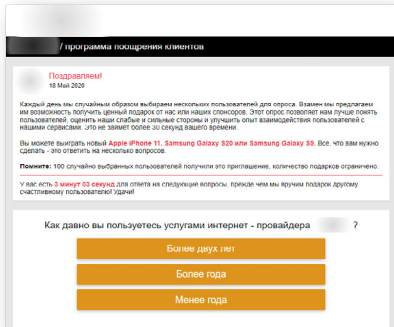 / программа поощрения клиентов
Поздравляем!
18 Май 2020
Каждый день мы случайным образом выбираем нескольких пользователей для опроса. Взамен мы предлагаем
им возможность получить ценный подарок от нас или наших спонсоров. Этот опрос позволяет нам лучше понять
пользователей, оценить наши слабые и сильные стороны и улучшить опыт взаимодействия пользователей с
нашими сервисами. Это не займет более 30 секунд вашего времени.
Вы можете выиграть новый Apple iPhone 11, Samsung Galaxy S20 или Samsung Galaxy S9. Все, что вам нужно
сделать - это ответить на несколько вопросов.
Помните: 100 случайно выбранных пользователей получили это приглашение, количество подарков ограничено.
У вас есть 3 минут 03 секунд для ответа на следующие вопросы, прежде чем мы вручим подарок другому
счастливому пользователю! Удачи!
Как давно вы пользуетесь услугами интернет - провайдера ?
Более двух лет
Более года
Менее года